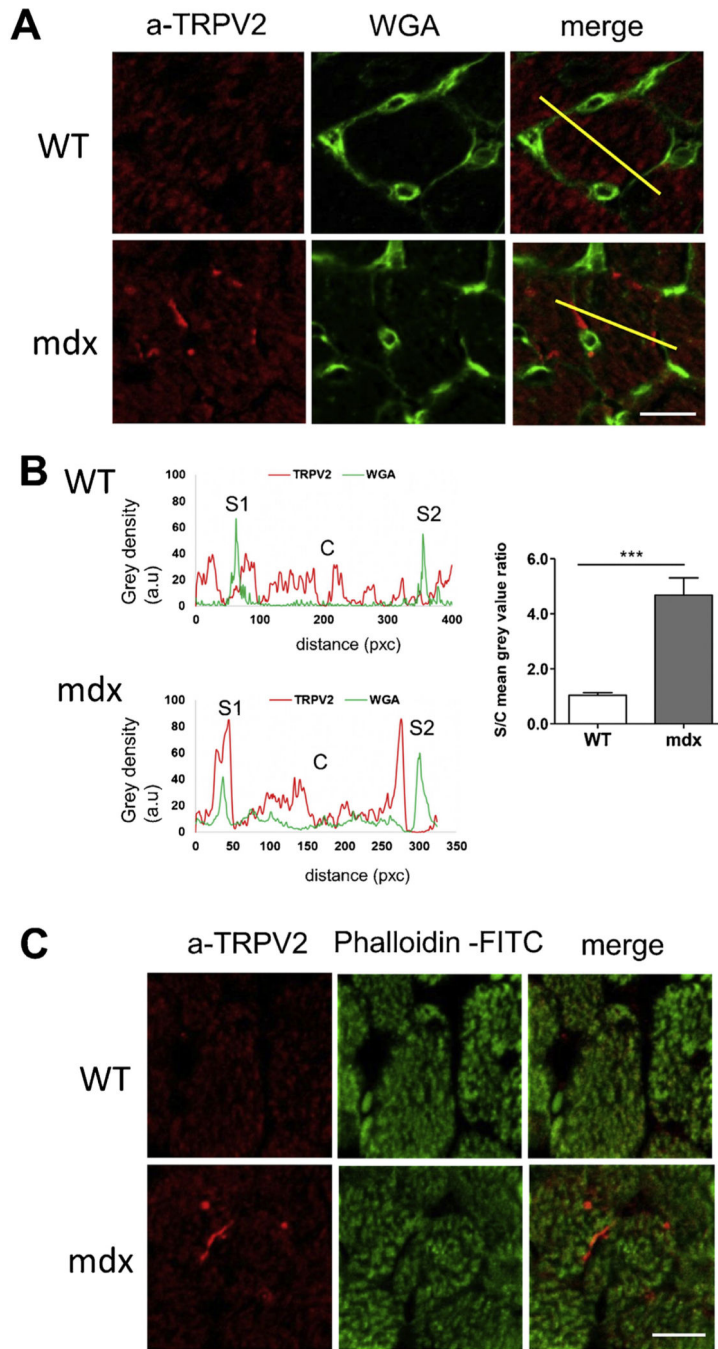 A
a-TRPV2 WGA merge
WT
mdx
B
WT
TRPV2 WGA
Grey density
(a.u)
100
80
60
40
20
0
S1
C
S2
0 100 200 300 400
distance (pxc)
mdx
TRPV2 WGA
Grey density
(a.u)
100
80
60
40
20
0
S1
C
S2
0 50 100 150 200 250 300 350
distance (pxc)
S/C mean grey value ratio
6.0
4.0
2.0
0.0
***
WT mdx
C
a-TRPV2 Phalloidin -FITC merge
WT
mdx